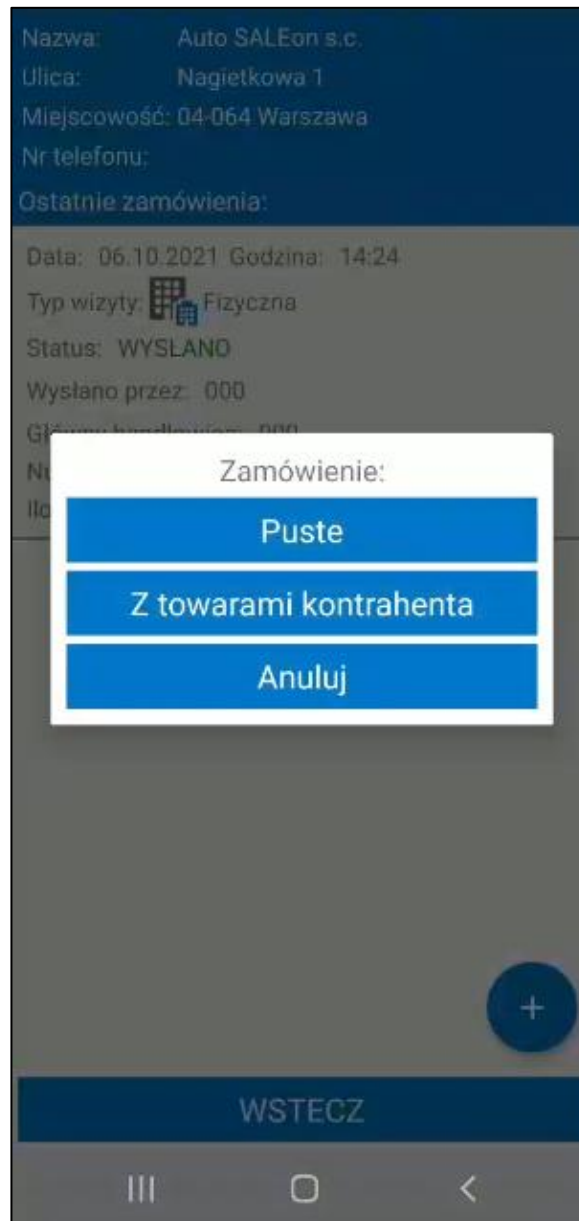 Nazwa: Auto SALEon s.c.
Ulica: Nagietkowa 1
Miejscowość: 04-064 Warszawa
Nr telefonu:
Ostatnie zamówienia:
Data: 06.10.2021 Godzina: 14:24
Typ wizyty: Fizyczna
Status: WYSLANO
Wysłano przez: 000
Zamówienie:
Puste
Z towarami kontrahenta
Anuluj
+
WSTECZ